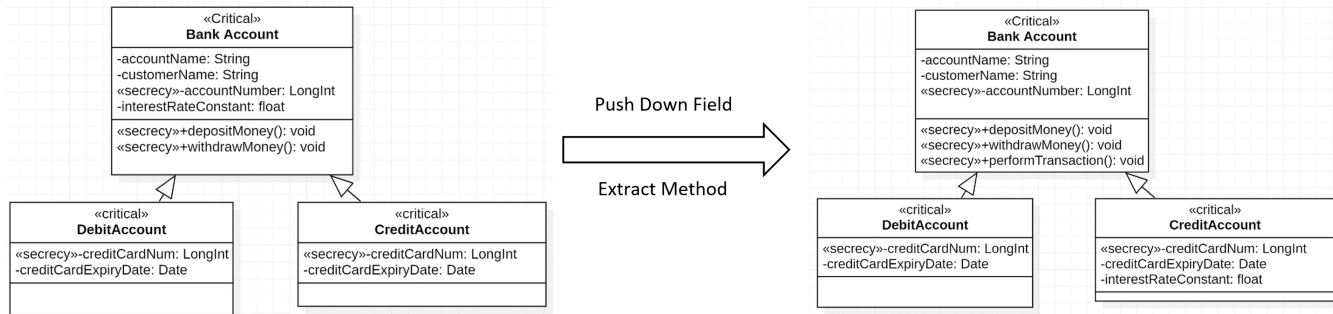 «Critical»
Bank Account
-accountName: String
-customerName: String
«secrecy»-accountNumber: LongInt
-interestRateConstant: float
«secrecy»+depositMoney(): void
«secrecy»+withdrawMoney(): void
«critical»
DebitAccount
«secrecy»-creditCardNum: LongInt
-creditCardExpiryDate: Date
«critical»
CreditAccount
«secrecy»-creditCardNum: LongInt
-creditCardExpiryDate: Date
Push Down Field
Extract Method
«Critical»
Bank Account
-accountName: String
-customerName: String
«secrecy»-accountNumber: LongInt
«secrecy»+depositMoney(): void
«secrecy»+withdrawMoney(): void
«secrecy»+performTransaction(): void
«critical»
DebitAccount
«secrecy»-creditCardNum: LongInt
-creditCardExpiryDate: Date
«critical»
CreditAccount
«secrecy»-creditCardNum: LongInt
-creditCardExpiryDate: Date
-interestRateConstant: float